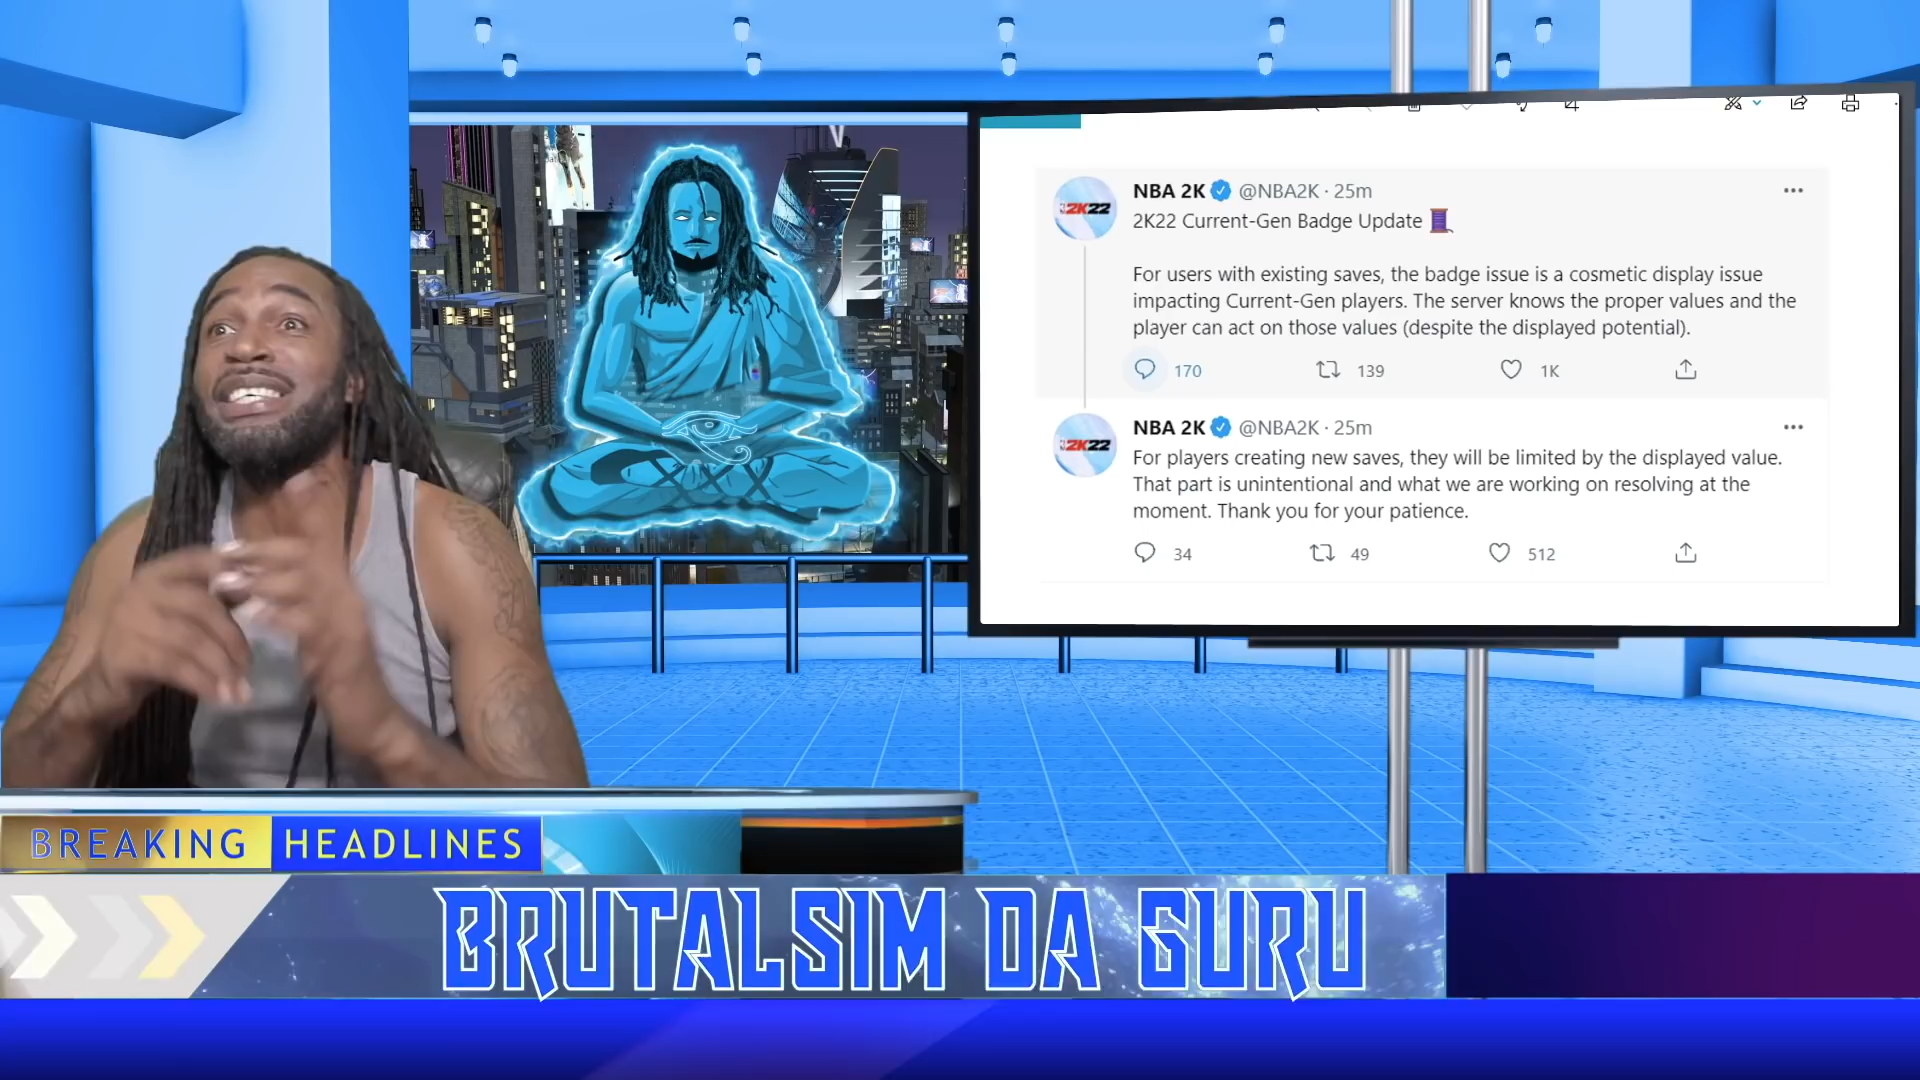 NBA 2K @NBA2K · 25m
2K22 Current-Gen Badge Update
For users with existing saves, the badge issue is a cosmetic display issue
impacting Current-Gen players. The server knows the proper values and the
player can act on those values (despite the displayed potential).
170 139 1K
NBA 2K @NBA2K · 25m
For players creating new saves, they will be limited by the displayed value.
That part is unintentional and what we are working on resolving at the
moment. Thank you for your patience.
34 49 512
2K22
2K22
BREAKING HEADLINES
BRUTALSIM DA GURU